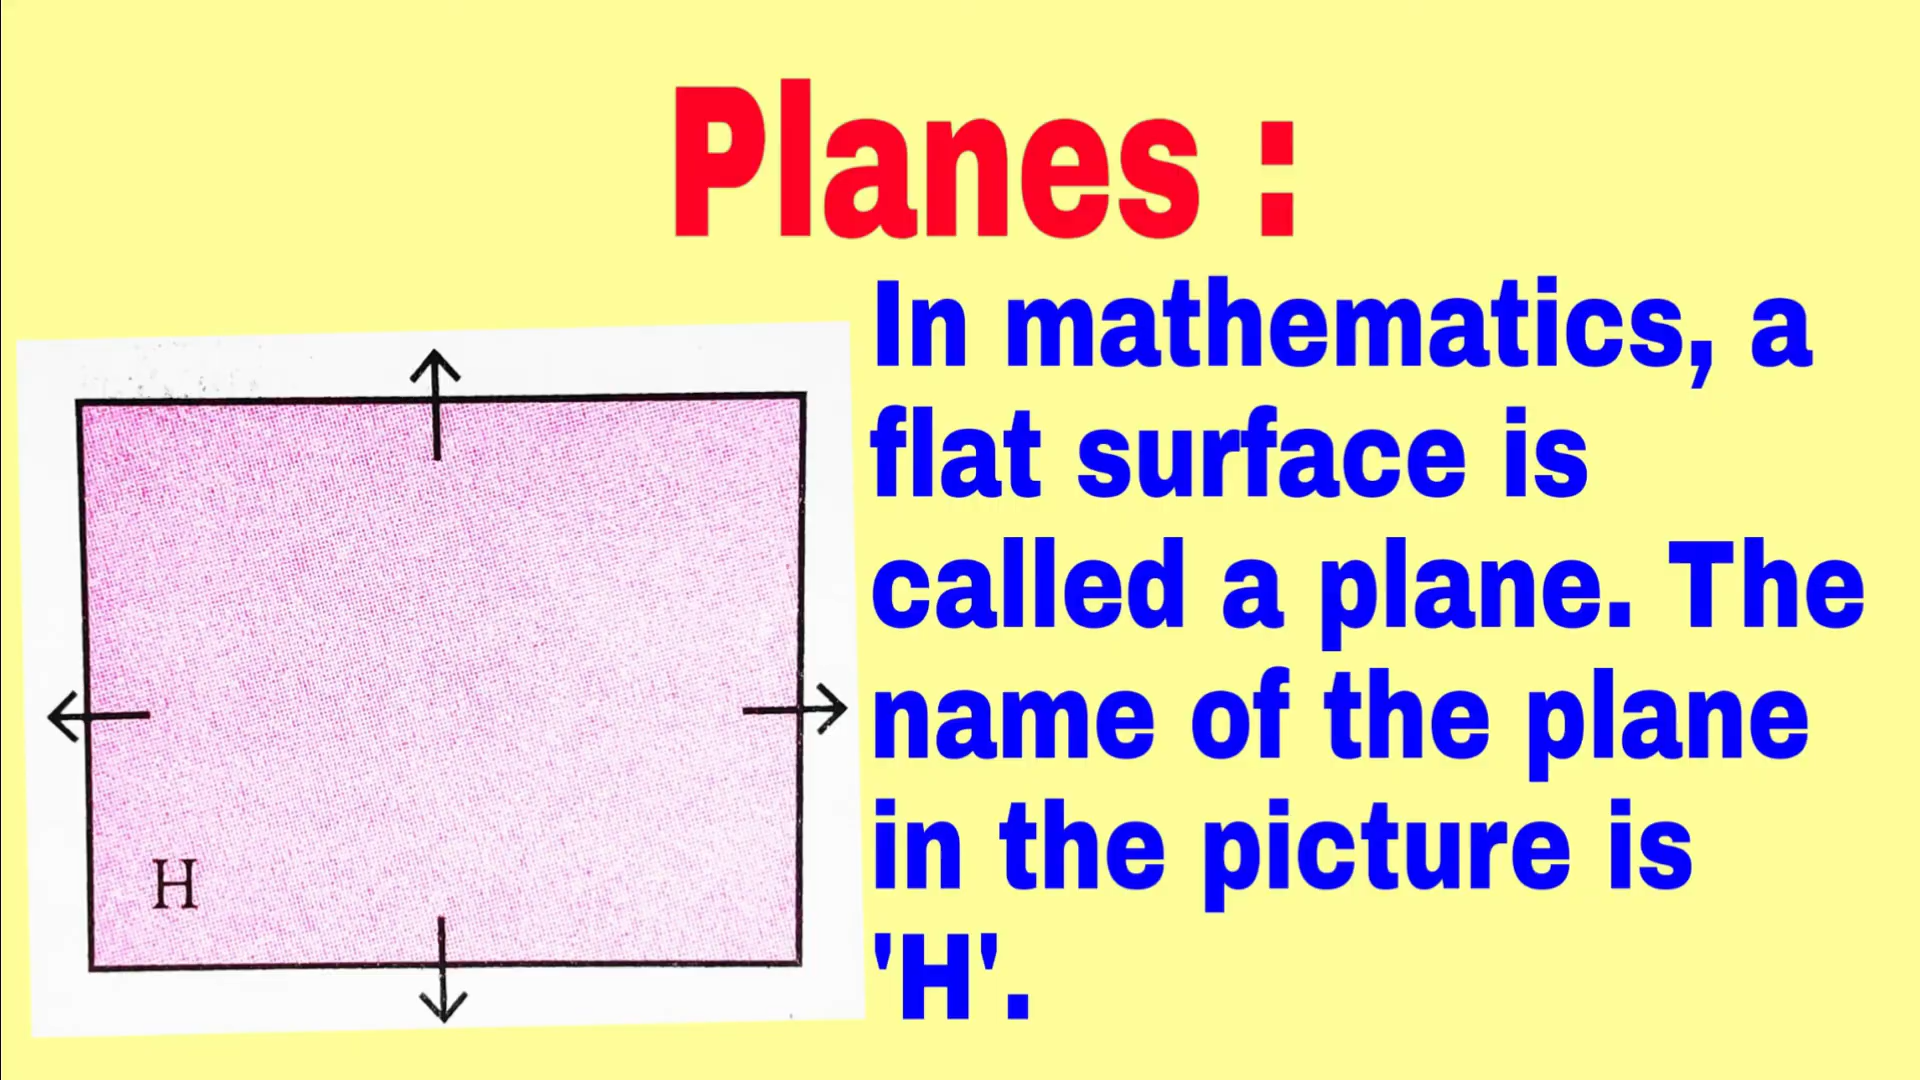 Planes :
In mathematics, a
flat surface is
called a plane. The
name of the plane
in the picture is
'H'.
H